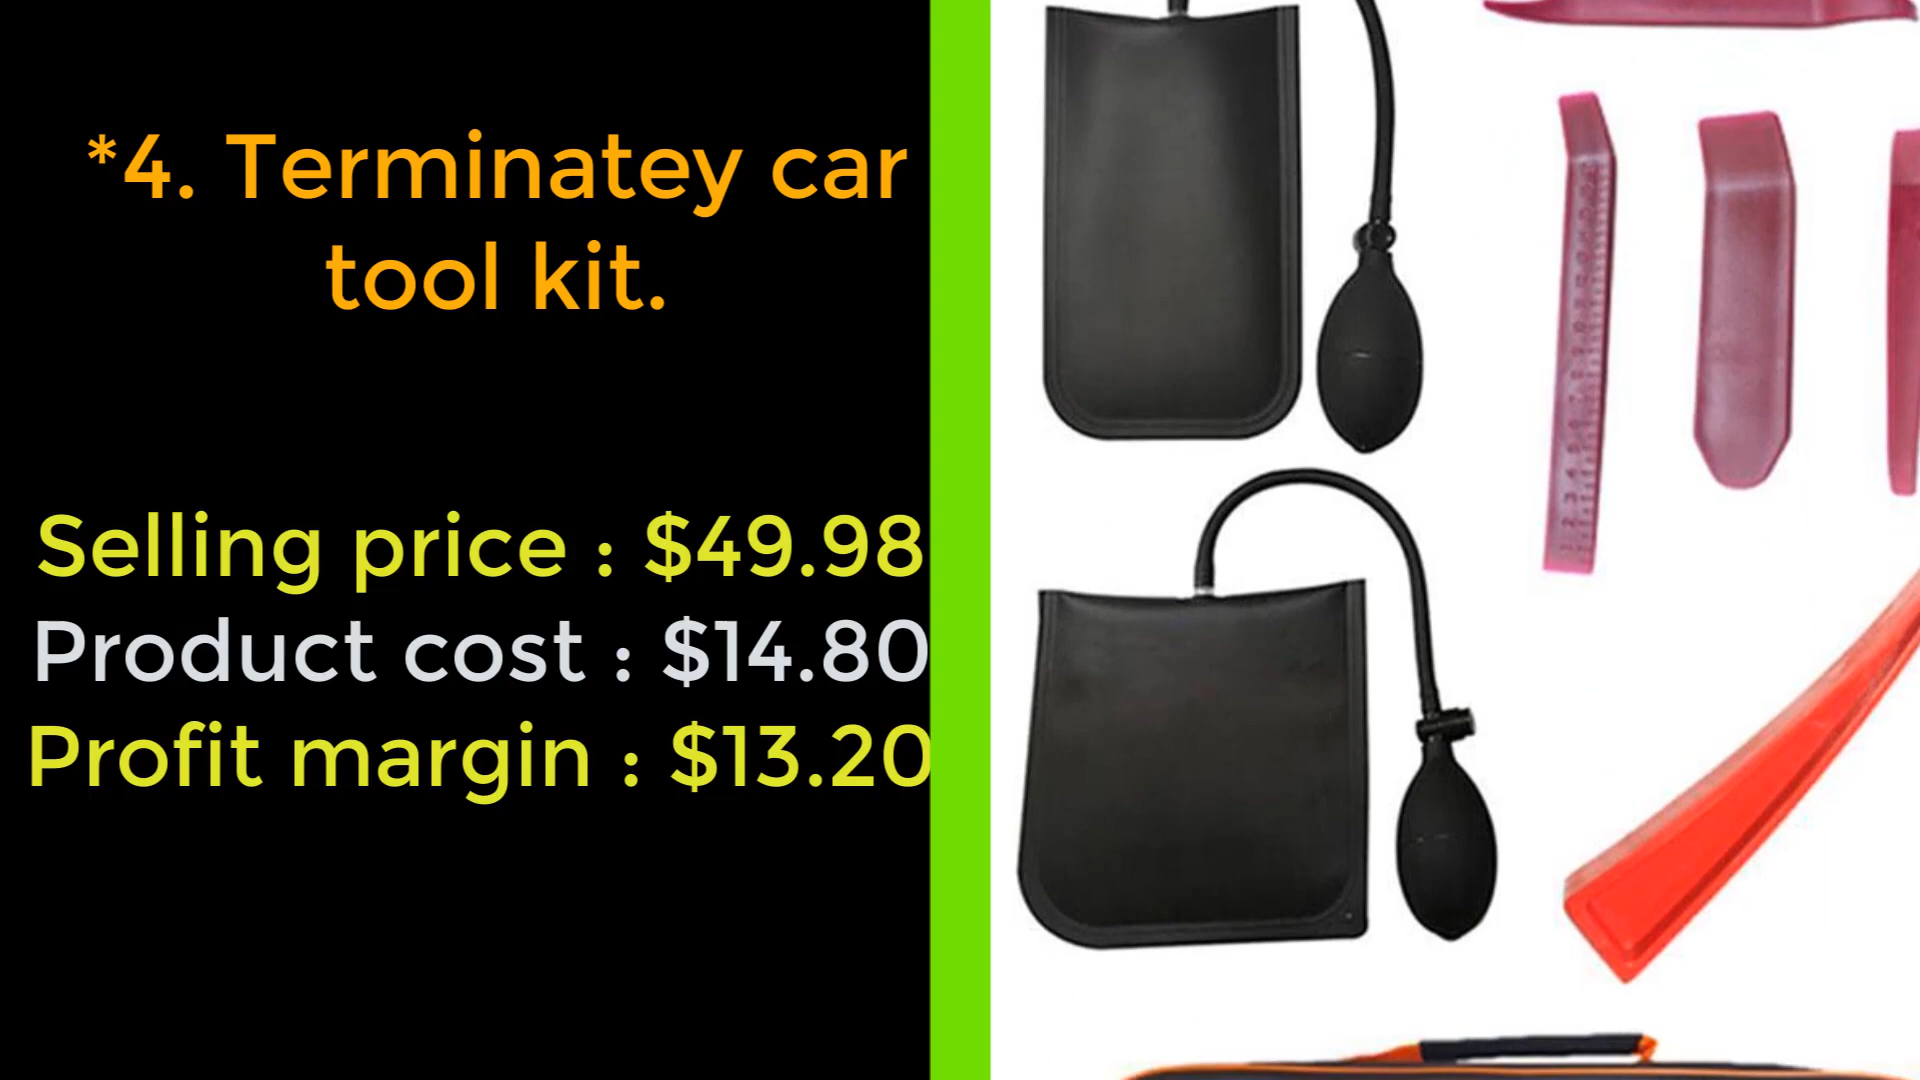 *4. Terminatey car
tool kit.
Selling price : $49.98
Product cost : $14.80
Profit margin : $13.20